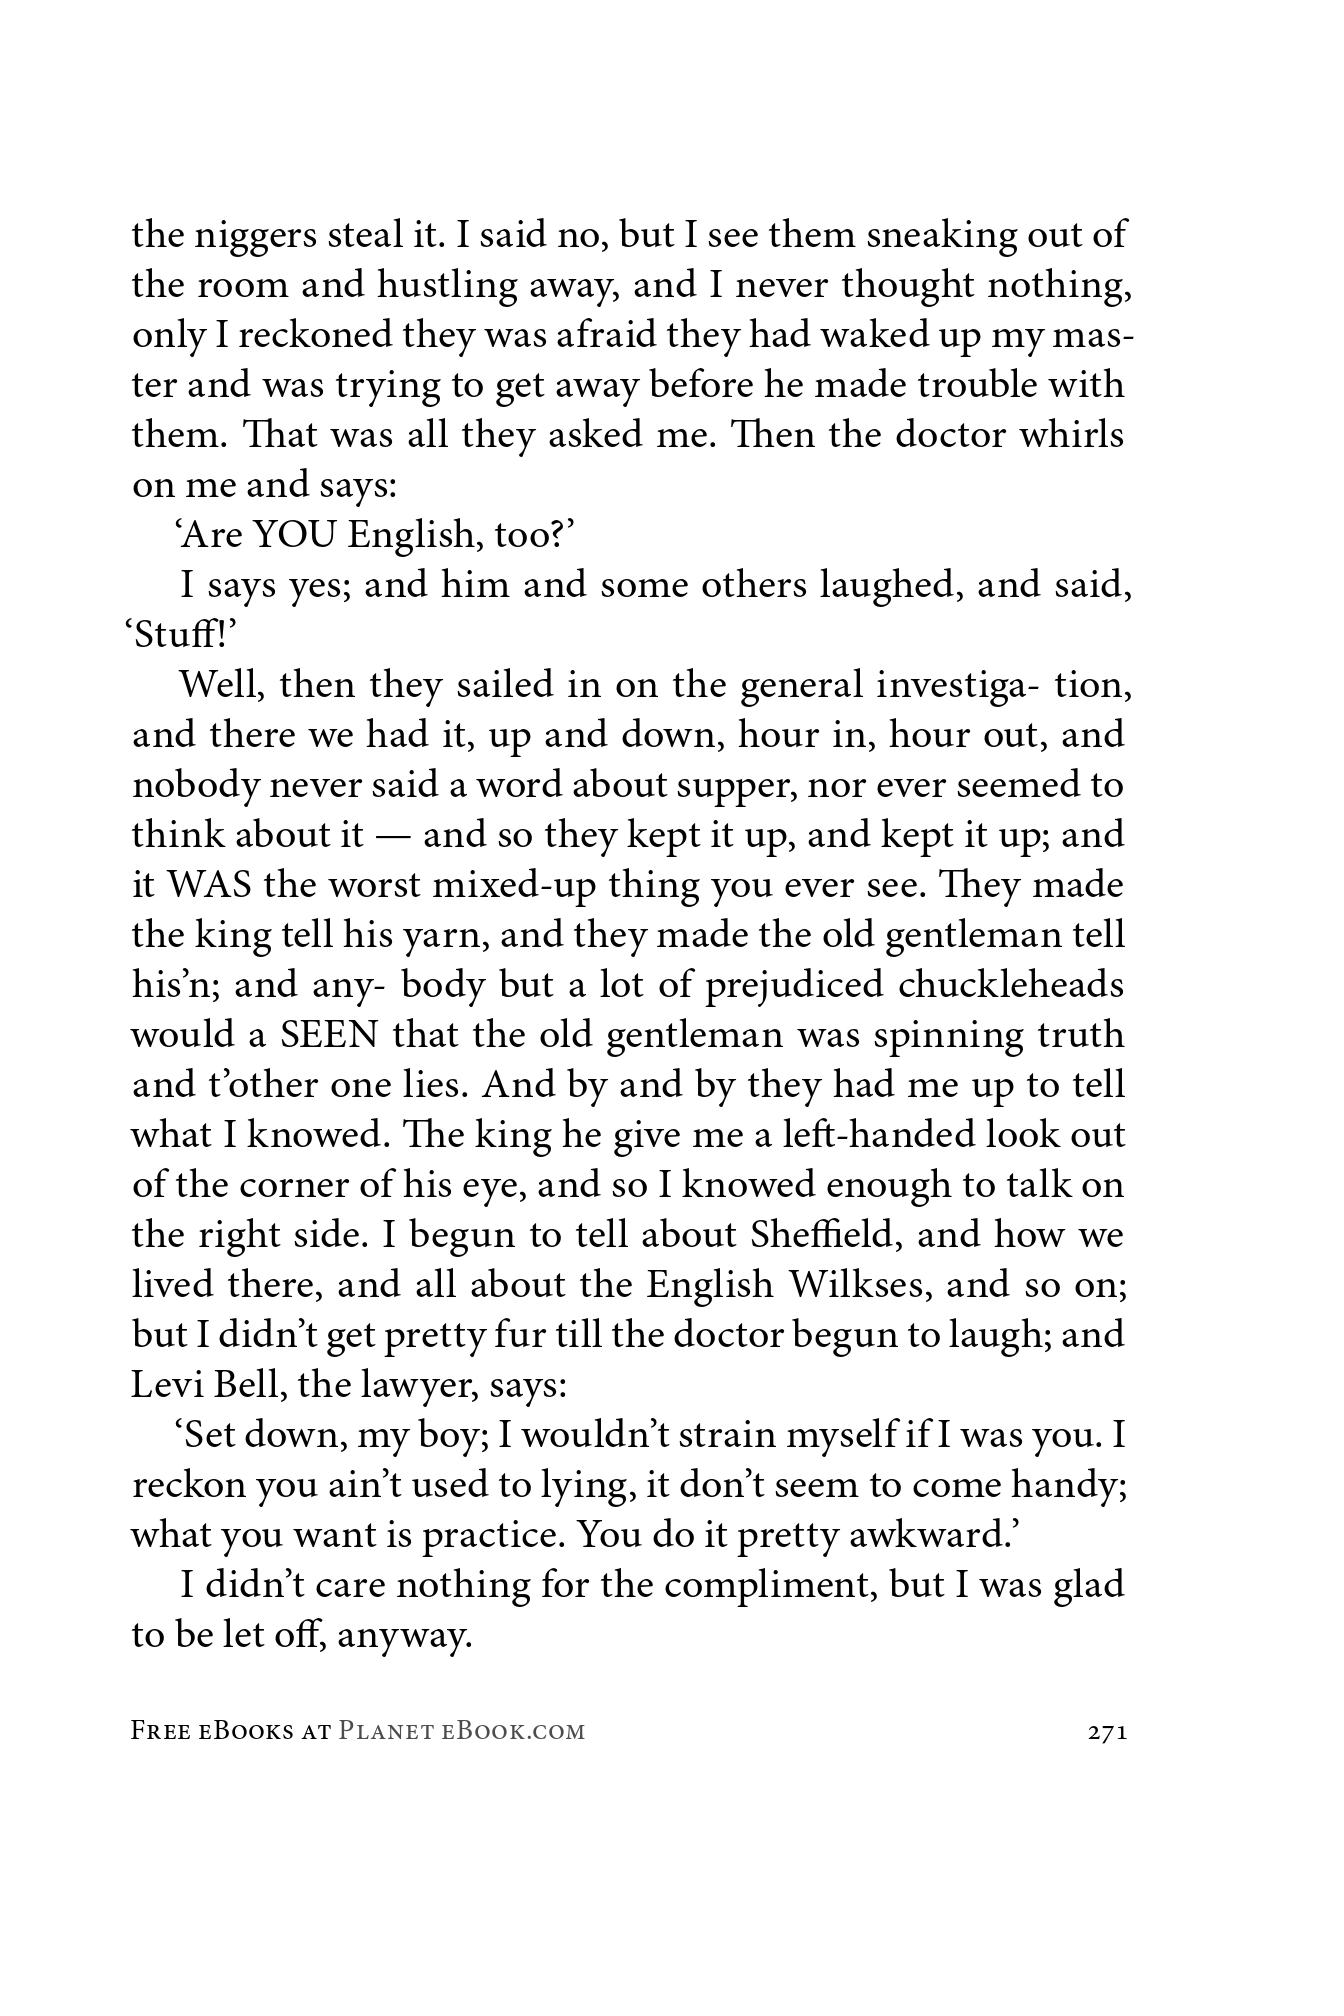 the niggers steal it. I said no, but I see them sneaking out of
the room and hustling away, and I never thought nothing,
only I reckoned they was afraid they had waked up my mas-
ter and was trying to get away before he made trouble with
them. That was all they asked me. Then the doctor whirls
on me and says:
‘Are YOU English, too?’
I says yes; and him and some others laughed, and said,
‘Stuff!’
Well, then they sailed in on the general investiga- tion,
and there we had it, up and down, hour in, hour out, and
nobody never said a word about supper, nor ever seemed to
think about it — and so they kept it up, and kept it up; and
it WAS the worst mixed-up thing you ever see. They made
the king tell his yarn, and they made the old gentleman tell
his’n; and any- body but a lot of prejudiced chuckleheads
would a SEEN that the old gentleman was spinning truth
and t’other one lies. And by and by they had me up to tell
what I knowed. The king he give me a left-handed look out
of the corner of his eye, and so I knowed enough to talk on
the right side. I begun to tell about Sheffield, and how we
lived there, and all about the English Wilkses, and so on;
but I didn’t get pretty fur till the doctor begun to laugh; and
Levi Bell, the lawyer, says:
‘Set down, my boy; I wouldn’t strain myself if I was you. I
reckon you ain’t used to lying, it don’t seem to come handy;
what you want is practice. You do it pretty awkward.’
I didn’t care nothing for the compliment, but I was glad
to be let off, anyway.
Free eBooks at Planet eBook.com 271